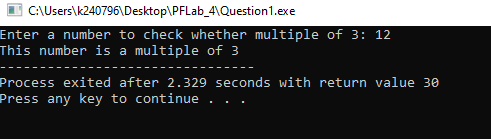 C:\Users\k240796\Desktop\PFLab_4\Question1.exe
Enter a number to check whether multiple of 3: 12
This number is a multiple of 3
--------------------------------
Process exited after 2.329 seconds with return value 30
Press any key to continue . . .